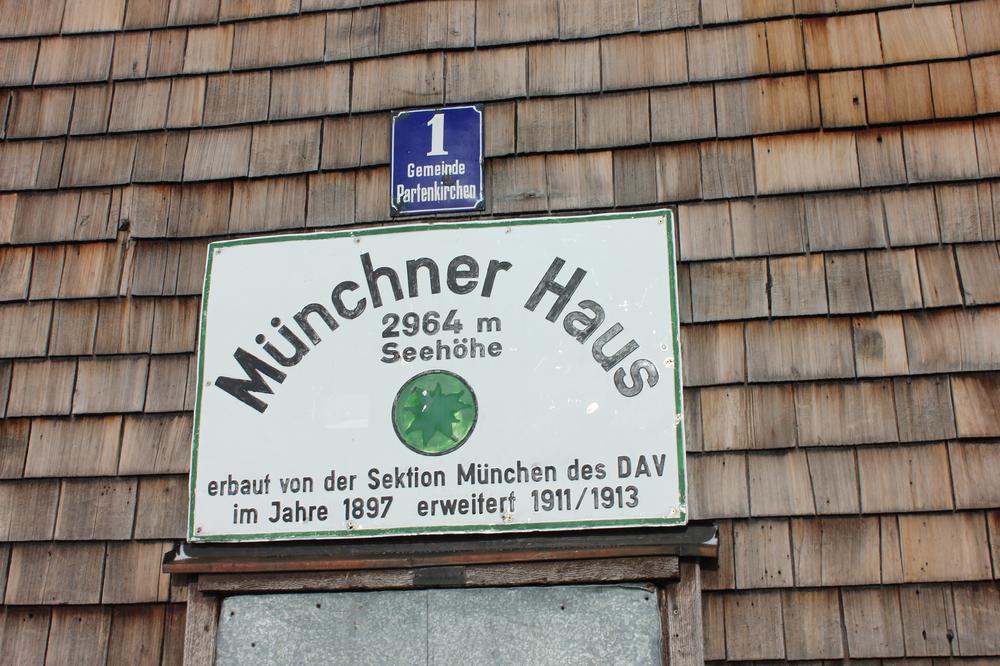 1
Gemeinde
Partenkirchen
Münchner Haus
2964 m
Seehöhe
erbaut von der Sektion München des DAV
im Jahre 1897 erweitert 1911/1913